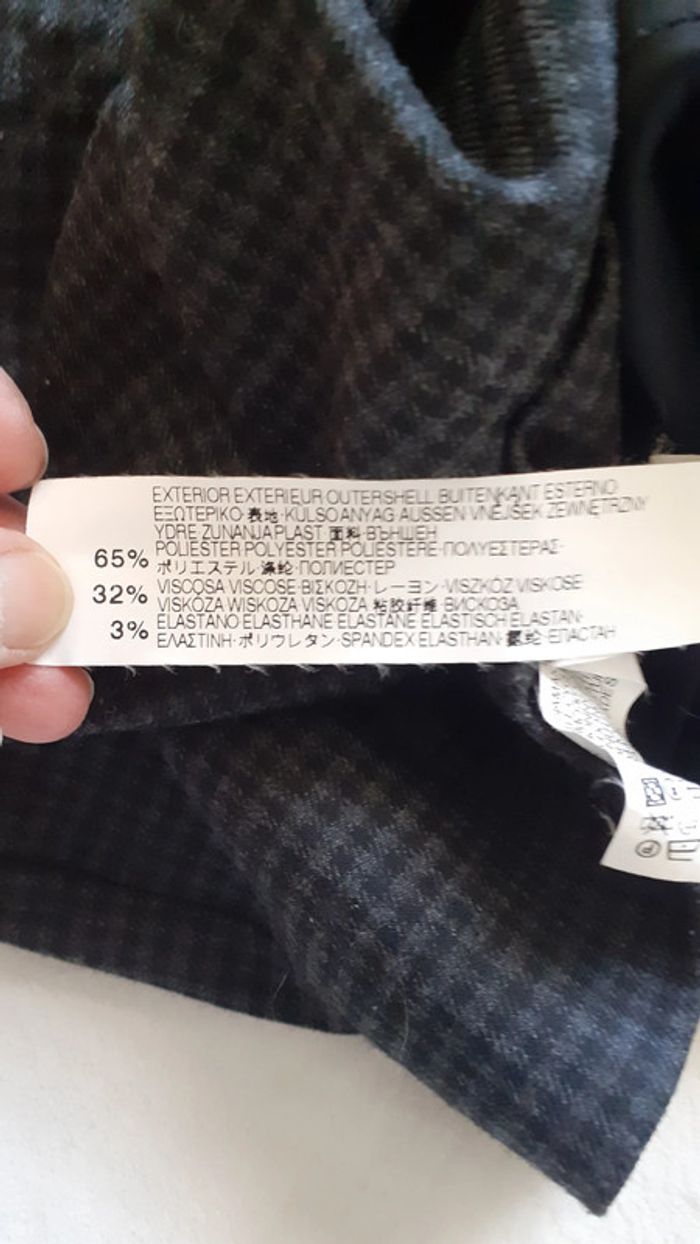 EXTERIOR·EXTERIEUR·OUTERSHELL·BUITENKANT·ESTERNO·
ΕΞΩΤΕΡΙΚΟ·表地·KÜLSOANYAG·AUSSEN·VNĚJŠEK·ZEWNĘTRZNY
YDRE·ZUNANJA PLAST·面料·ВЪНШЕН
65% POLIESTER·POLYESTER·POLIESTERE·ΠΟΛΥΕΣΤΕΡΑΣ·
ポリエステル·涤纶·ПОЛИЕСТЕР
32% VISCOSA·VISCOSE·ΒΙΣΚΟΖΗ·レーヨン·VISZKÓZ·VISKOSE
VISKÓZA·WISKOZA·VISKOZA·粘胶纤维·ВИСКОЗА
3% ELASTANO·ELASTHANE·ELASTANE·ELASTISCH·ELASTAN·
ΕΛΑΣΤΙΝΗ·ポリウレタン·SPANDEX·ELASTHAN·氨纶·ЕЛАСТАН
P